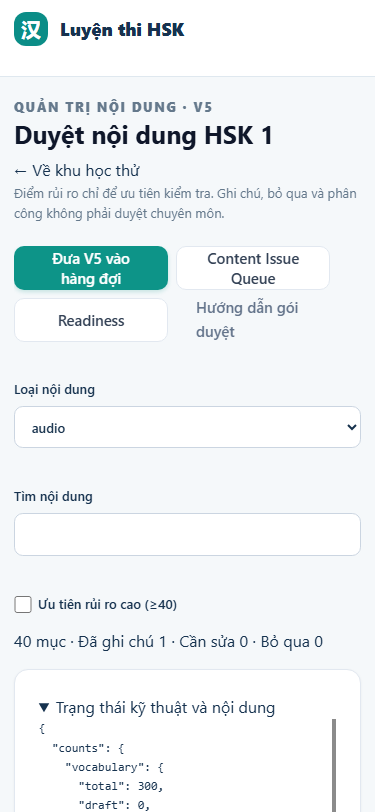 汉 Luyện thi HSK
QUẢN TRỊ NỘI DUNG · V5
Duyệt nội dung HSK 1
← Về khu học thử
Điểm rủi ro chỉ để ưu tiên kiểm tra. Ghi chú, bỏ qua và phân
công không phải duyệt chuyên môn.
Đưa V5 vào
hàng đợi
Content Issue
Queue
Readiness
Hướng dẫn gói
duyệt
Loại nội dung
audio
Tìm nội dung
Ưu tiên rủi ro cao (≥40)
40 mục · Đã ghi chú 1 · Cần sửa 0 · Bỏ qua 0
▼ Trạng thái kỹ thuật và nội dung
{
"counts": {
"vocabulary": {
"total": 300,
"draft": 0,